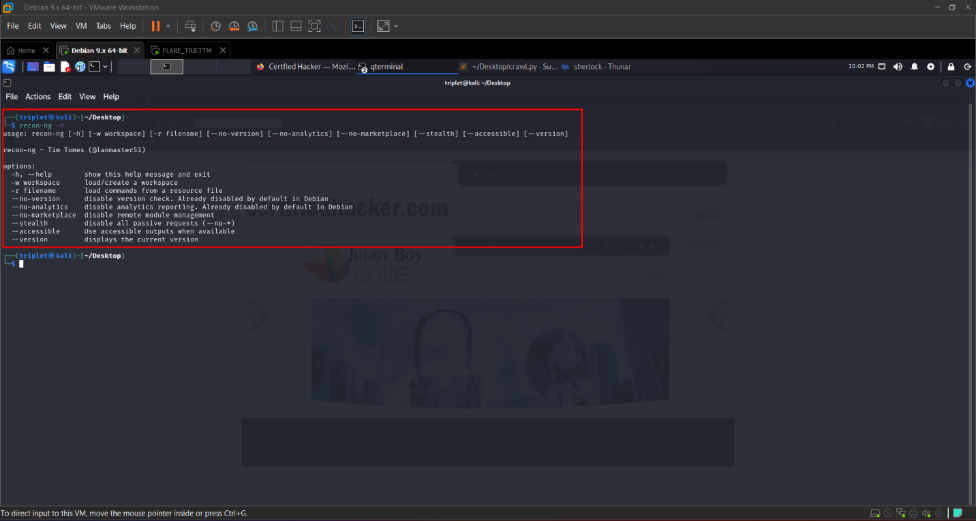 Debian 9.x 64-bit - VMware Workstation
File Edit View VM Tabs Help
Home Debian 9.x 64-bit FLARE_TRIETTM
Certfied Hacker — Mozi... qterminal ~/Desktop/crawl.py - Su... sherlock - Thunar 10:02 PM
triplet@kali: ~/Desktop
File Actions Edit View Help
(triplet㉿kali)-[~/Desktop]
$ recon-ng -h
usage: recon-ng [-h] [-w workspace] [-r filename] [--no-version] [--no-analytics] [--no-marketplace] [--stealth] [--accessible] [--version]
recon-ng - Tim Tomes (@lanmaster53)
options:
-h, --help show this help message and exit
-w workspace load/create a workspace
-r filename load commands from a resource file
--no-version disable version check. Already disabled by default in Debian
--no-analytics disable analytics reporting. Already disabled by default in Debian
--no-marketplace disable remote module management
--stealth disable all passive requests (--no-*)
--accessible Use accessible outputs when available
--version displays the current version
certifiedhacker.com
(triplet㉿kali)-[~/Desktop]
$
JUGGY BOY
UNITE
To direct input to this VM, move the mouse pointer inside or press Ctrl+G.